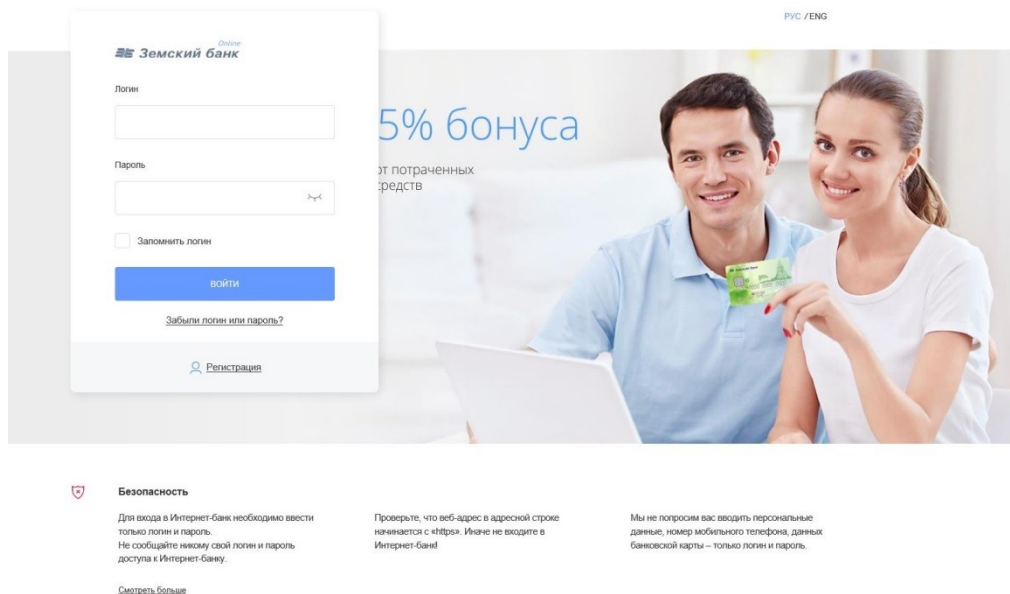 РУС / ENG
Online
Земский банк
Логин
5% бонуса
от потраченных
средств
Пароль
Запомнить логин
ВОЙТИ
Забыли логин или пароль?
Регистрация
Безопасность
Для входа в Интернет-банк необходимо ввести
только логин и пароль.
Не сообщайте никому свой логин и пароль
доступа к Интернет-банку.
Смотреть больше
Проверьте, что веб-адрес в адресной строке
начинается с «https». Иначе не входите в
Интернет-банк!
Мы не попросим вас вводить персональные
данные, номер мобильного телефона, данных
банковской карты – только логин и пароль.